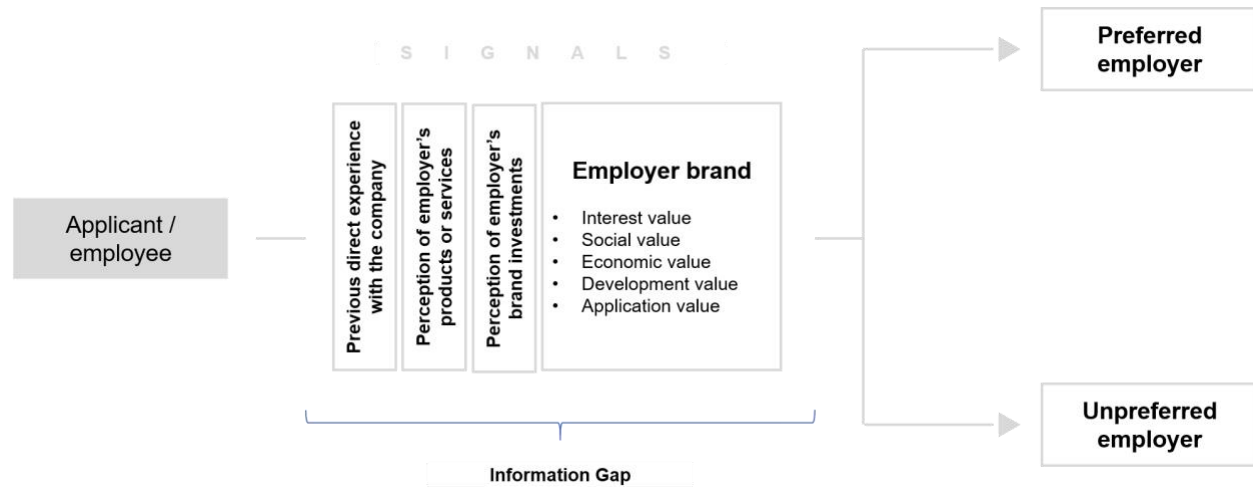 S I G N A L S
Preferred
employer
Applicant /
employee
Previous direct experience
with the company
Perception of employer's
products or services
Perception of employer's
brand investments
Employer brand
• Interest value
• Social value
• Economic value
• Development value
• Application value
Unpreferred
employer
Information Gap